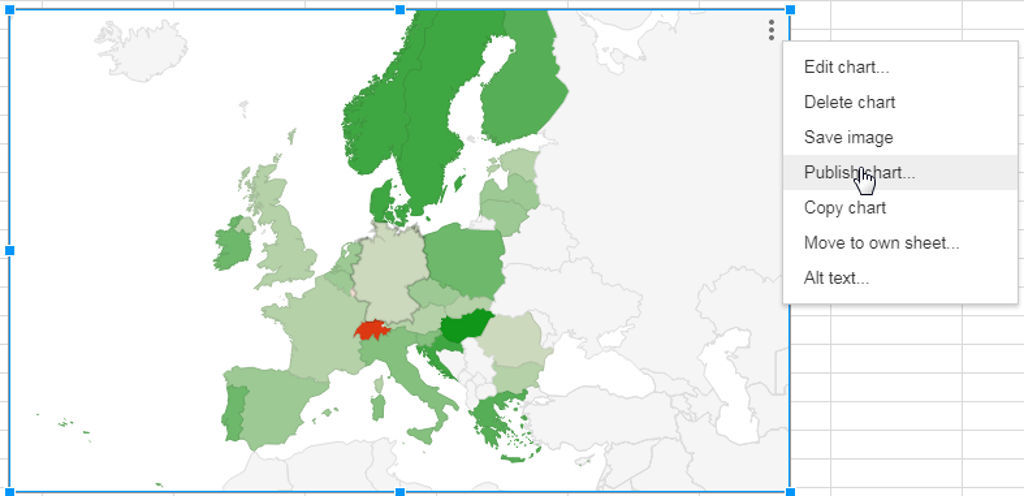 Edit chart...
Delete chart
Save image
Publish chart...
Copy chart
Move to own sheet...
Alt text...